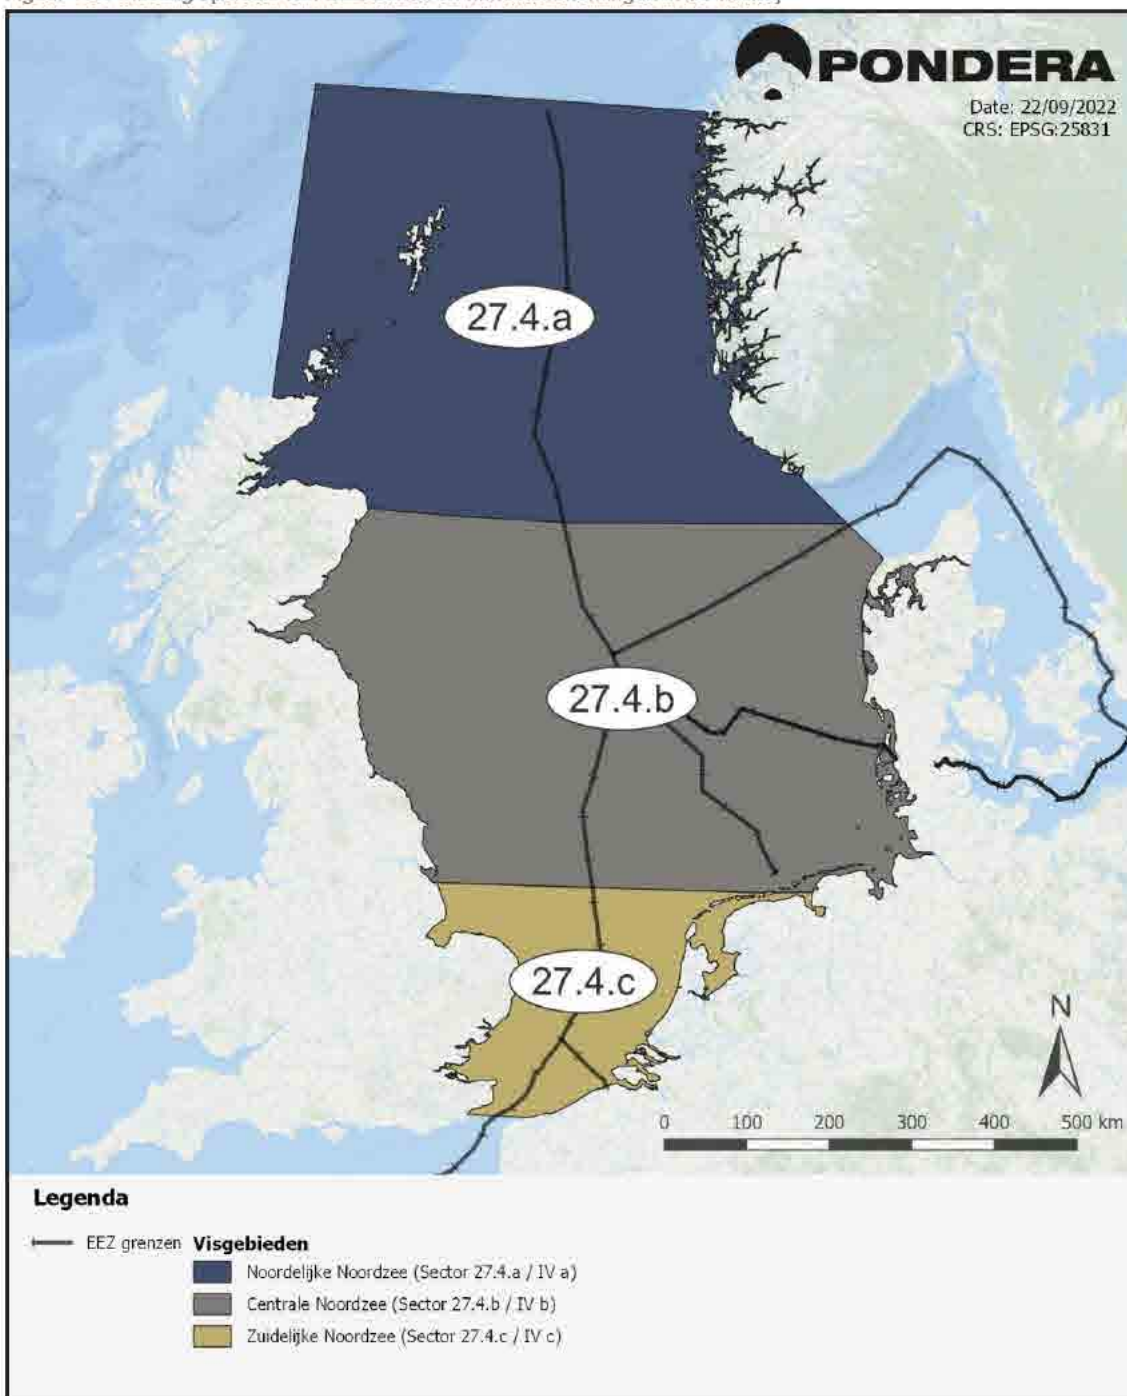 PONDERA
Date: 22/09/2022
CRS: EPSG:25831
27.4.a
27.4.b
27.4.c
N
0 100 200 300 400 500 km
Legenda
EEZ grenzen
Visgebieden
Noordelijke Noordzee (Sector 27.4.a / IV a)
Centrale Noordzee (Sector 27.4.b / IV b)
Zuidelijke Noordzee (Sector 27.4.c / IV c)